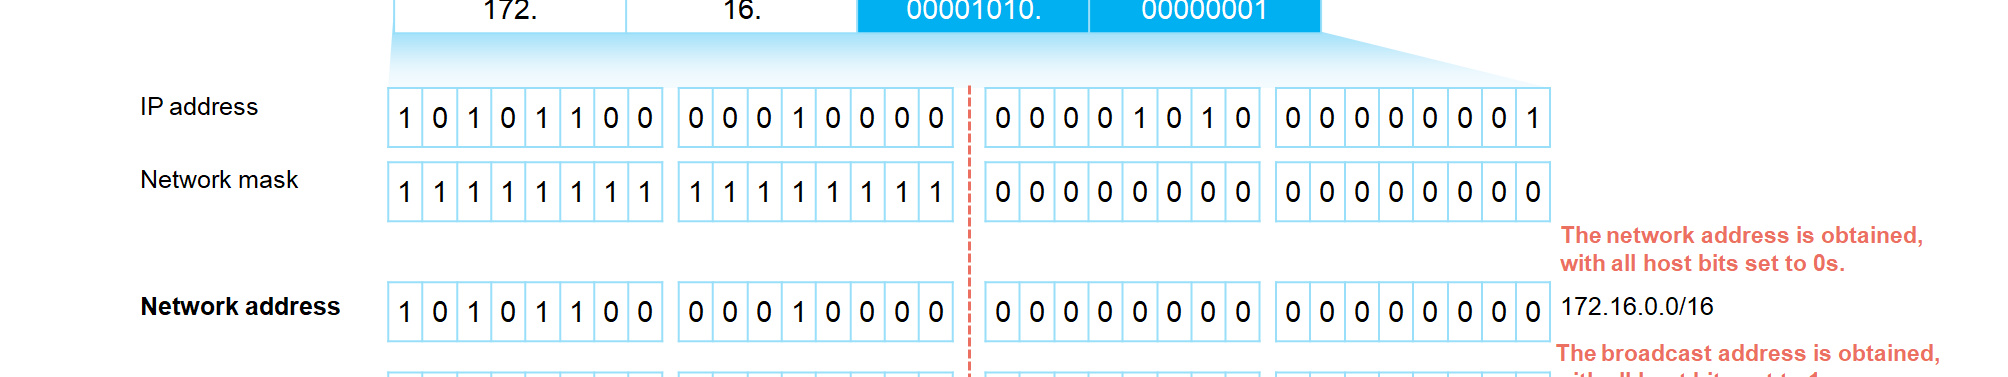 172. 16. 00001010. 00000001
IP address 1 0 1 0 1 1 0 0 0 0 0 1 0 0 0 0 0 0 0 0 1 0 1 0 0 0 0 0 0 0 0 1
Network mask 1 1 1 1 1 1 1 1 1 1 1 1 1 1 1 1 0 0 0 0 0 0 0 0 0 0 0 0 0 0 0 0
The network address is obtained,
with all host bits set to 0s.
Network address 1 0 1 0 1 1 0 0 0 0 0 1 0 0 0 0 0 0 0 0 0 0 0 0 0 0 0 0 0 0 0 0 172.16.0.0/16
The broadcast address is obtained,